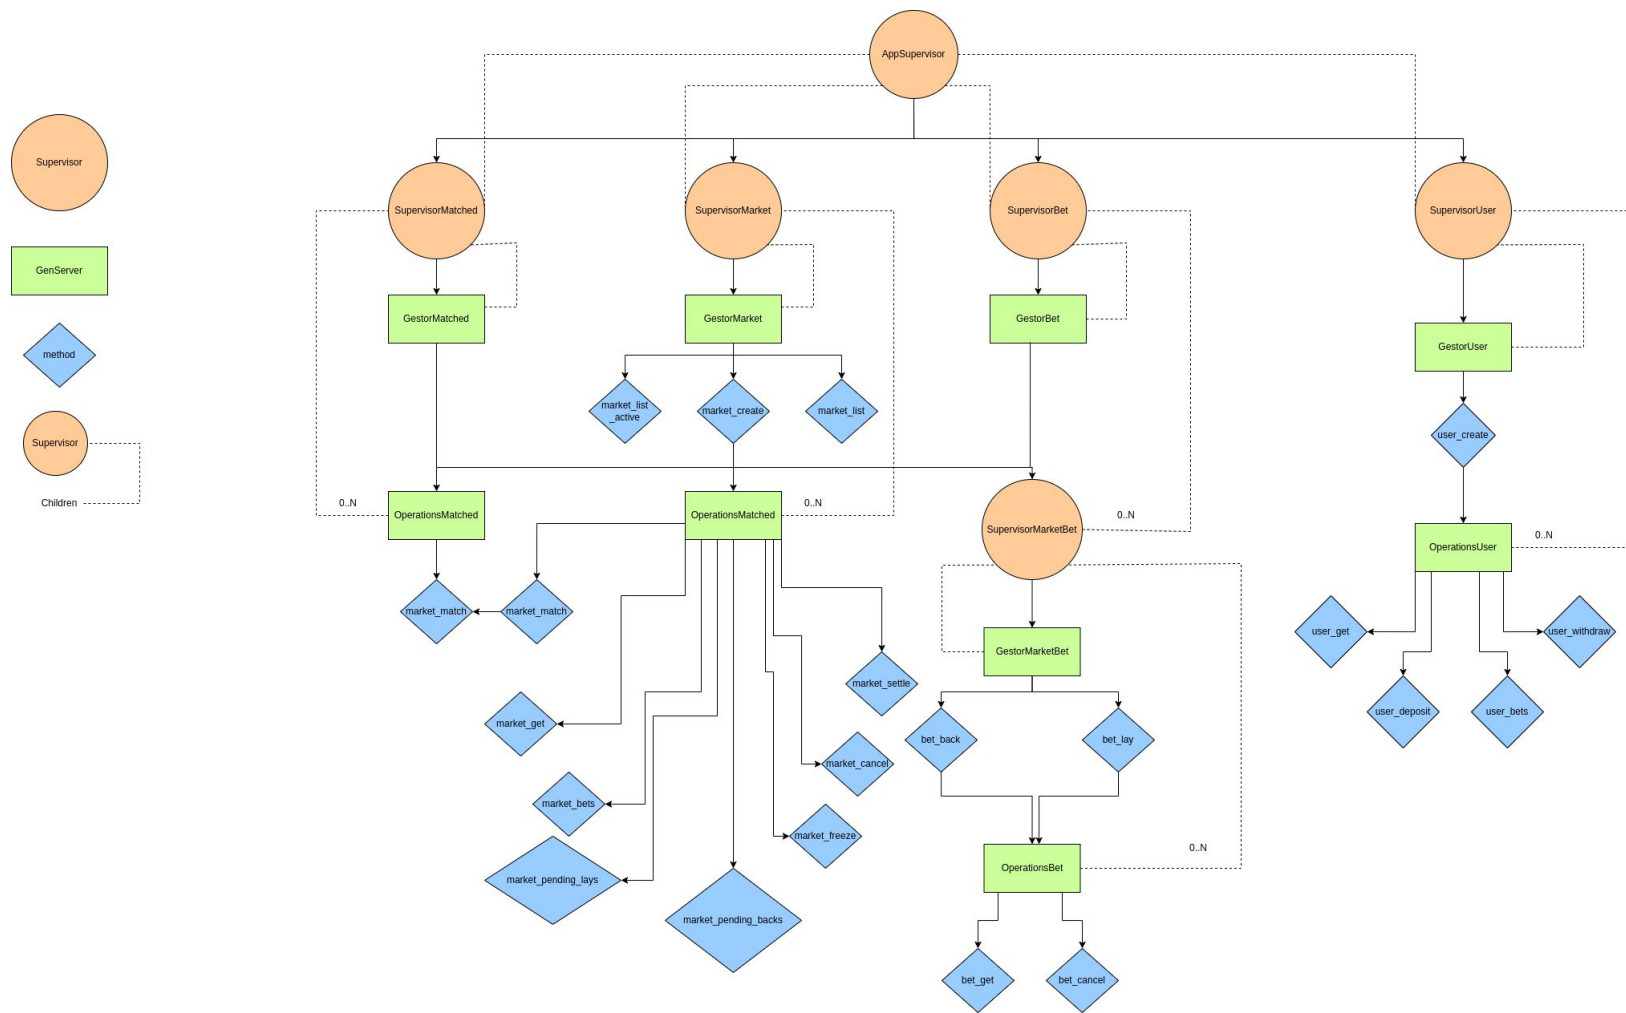 AppSupervisor
Supervisor
SupervisorMatched
SupervisorMarket
SupervisorBet
SupervisorUser
GenServer
GestorMatched
GestorMarket
GestorBet
GestorUser
method
market_list
_active
market_create
market_list
user_create
Supervisor
Children
0..N
0..N
0..N
0..N
OperationsMatched
OperationsMatched
SupervisorMarketBet
OperationsUser
market_match
market_match
user_get
user_withdraw
GestorMarketBet
market_settle
user_deposit
user_bets
market_get
bet_back
bet_lay
market_cancel
market_bets
market_freeze
0..N
OperationsBet
market_pending_lays
market_pending_backs
bet_get
bet_cancel